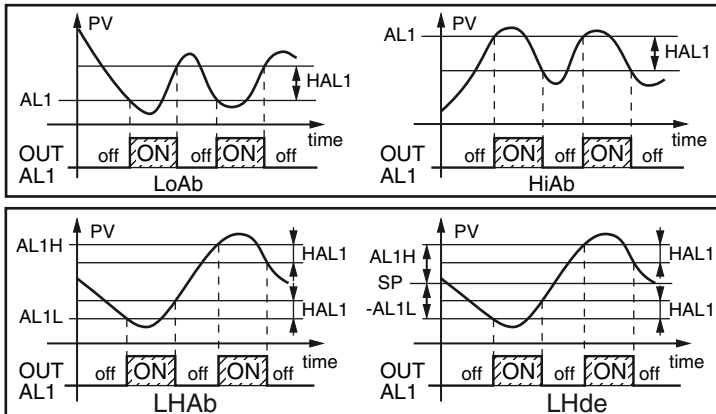 PV
HAL1
AL1
time
OUT
AL1
off ON off ON off
LoAb
PV
AL1
HAL1
time
OUT
AL1
off ON off ON off
HiAb
PV
AL1H
HAL1
HAL1
AL1L
time
OUT
AL1
off ON off ON off
LHAb
PV
AL1H
HAL1
SP
-AL1L
HAL1
time
OUT
AL1
off ON off ON off
LHde